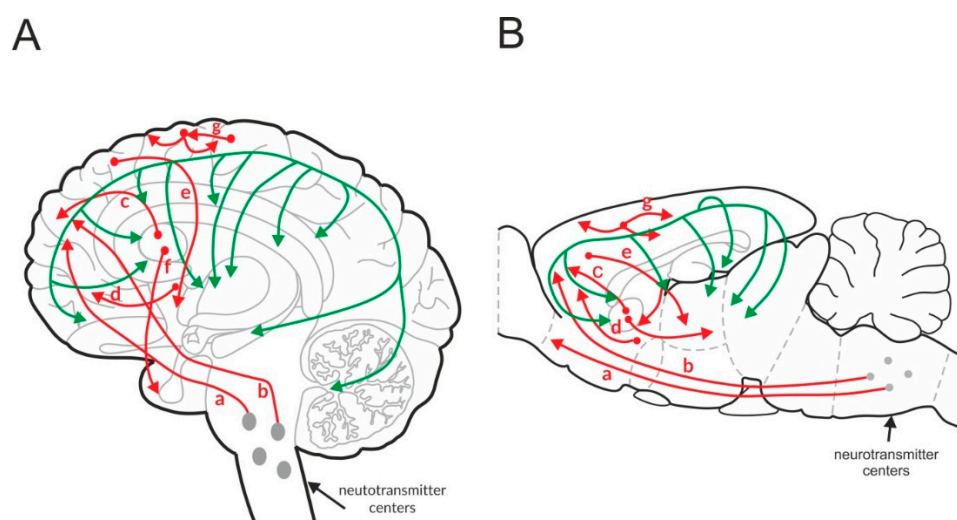 A
B
g
c
e
f
d
a
b
neutotransmitter
centers
g
e
c
d
b
a
neurotransmitter
centers